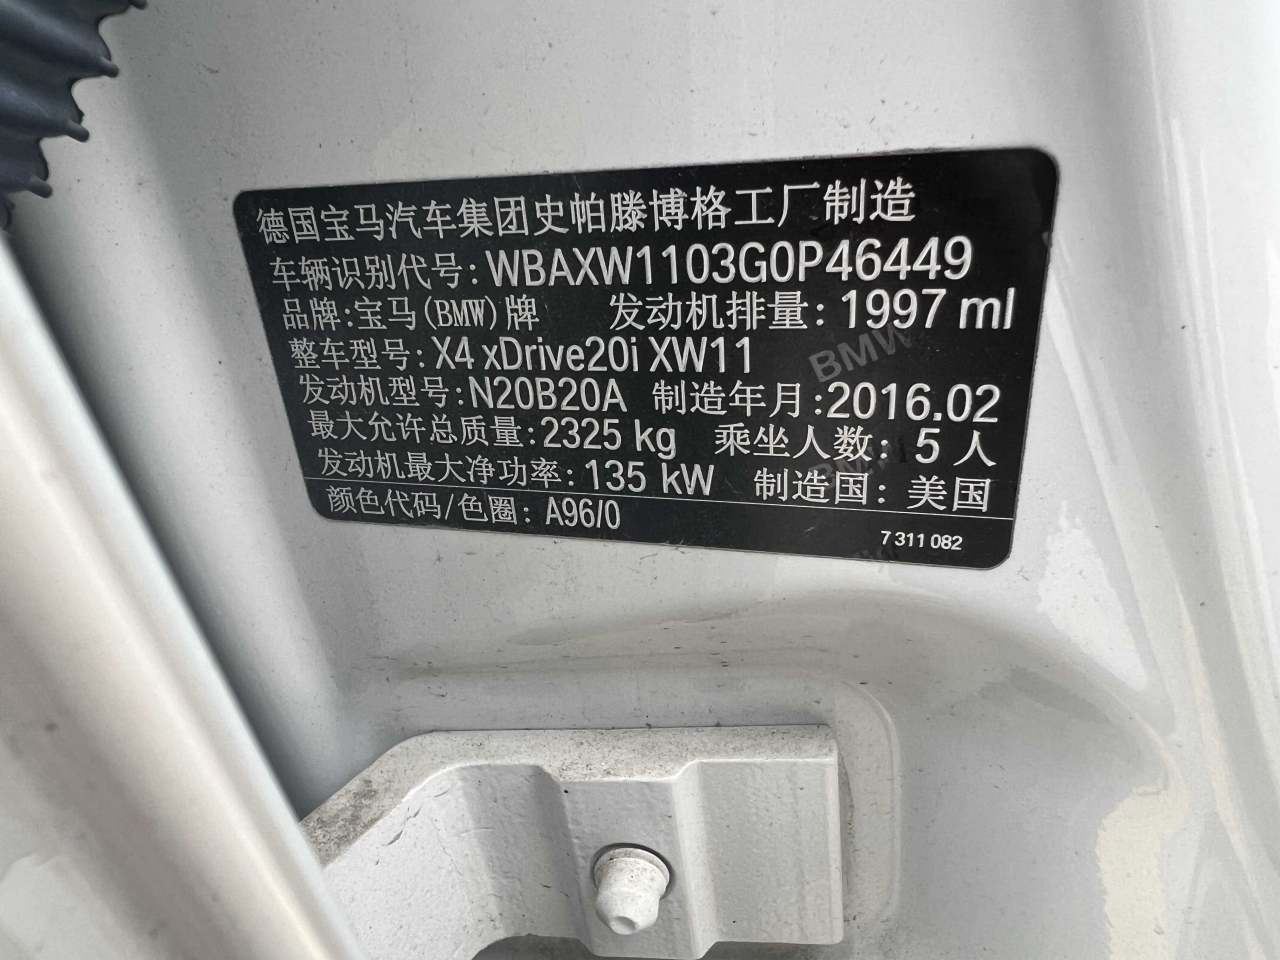 德国宝马汽车集团史帕滕博格工厂制造
车辆识别代号: WBAXW1103G0P46449
品牌: 宝马(BMW)牌 发动机排量: 1997 ml
整车型号: X4 xDrive20i XW11
发动机型号: N20B20A 制造年月: 2016.02
最大允许总质量: 2325 kg 乘坐人数: 5 人
发动机最大净功率: 135 kW 制造国: 美国
颜色代码/色圈: A96/0
7 311 082
BMW
BMW
BMW